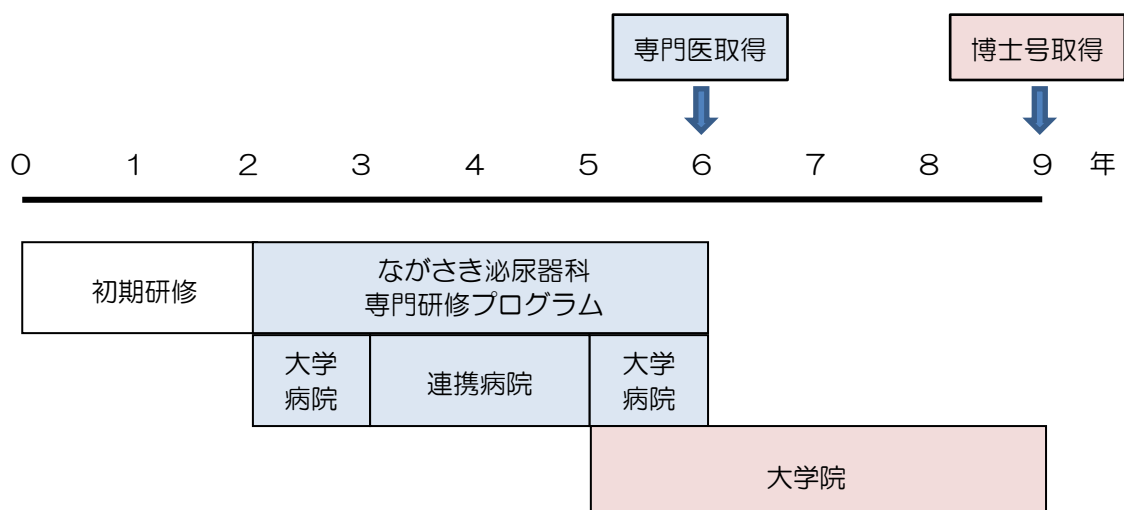 専門医取得
博士号取得
0 1 2 3 4 5 6 7 8 9 年
初期研修
ながさき泌尿器科
専門研修プログラム
大学
病院
連携病院
大学
病院
大学院